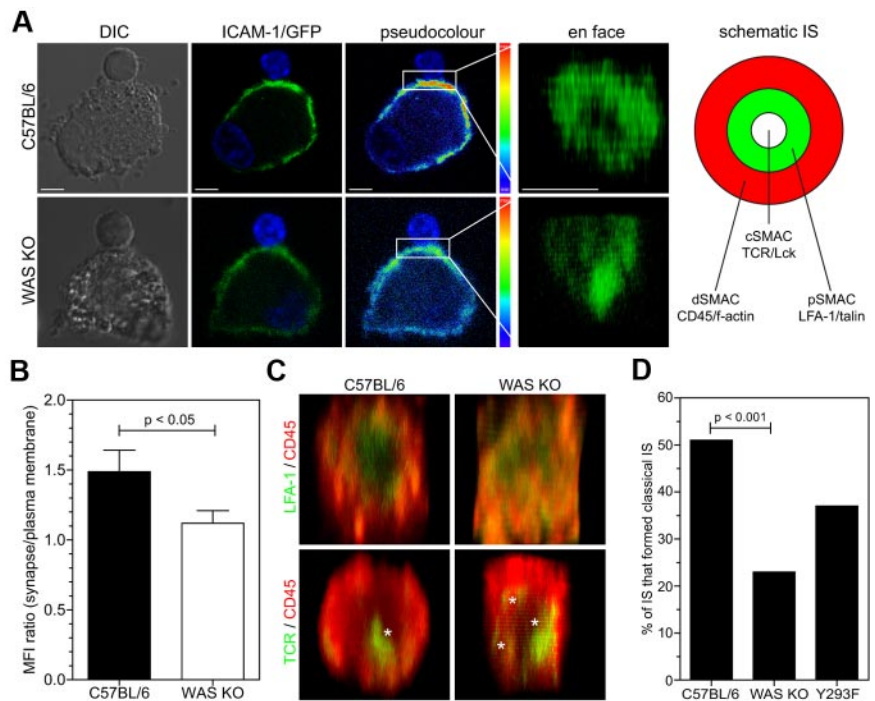 A
DIC
ICAM-1/GFP
pseudocolour
en face
schematic IS
C57BL/6
WAS KO
cSMAC
TCR/Lck
dSMAC
CD45/f-actin
pSMAC
LFA-1/talin
B
MFI ratio (synapse/plasma membrane)
2.0
1.5
1.0
0.5
0.0
p < 0.05
C57BL/6
WAS KO
C
C57BL/6
WAS KO
LFA-1 / CD45
TCR / CD45
*
*
*
*
D
% of IS that formed classical IS
60
50
40
30
20
10
0
p < 0.001
C57BL/6
WAS KO
Y293F